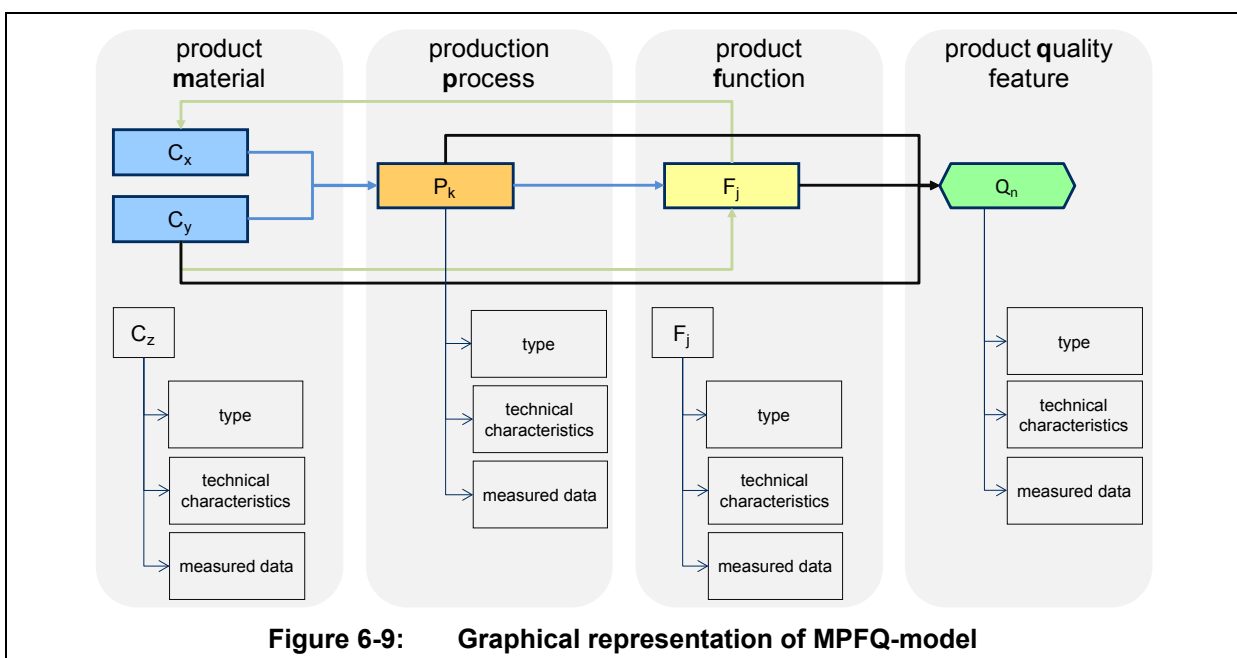 product
material
production
process
product
function
product quality
feature
Cx
Cy
Pk
Fj
Qn
Cz
type
technical
characteristics
measured data
type
technical
characteristics
measured data
Fj
type
technical
characteristics
measured data
type
technical
characteristics
measured data
Figure 6-9: Graphical representation of MPFQ-model